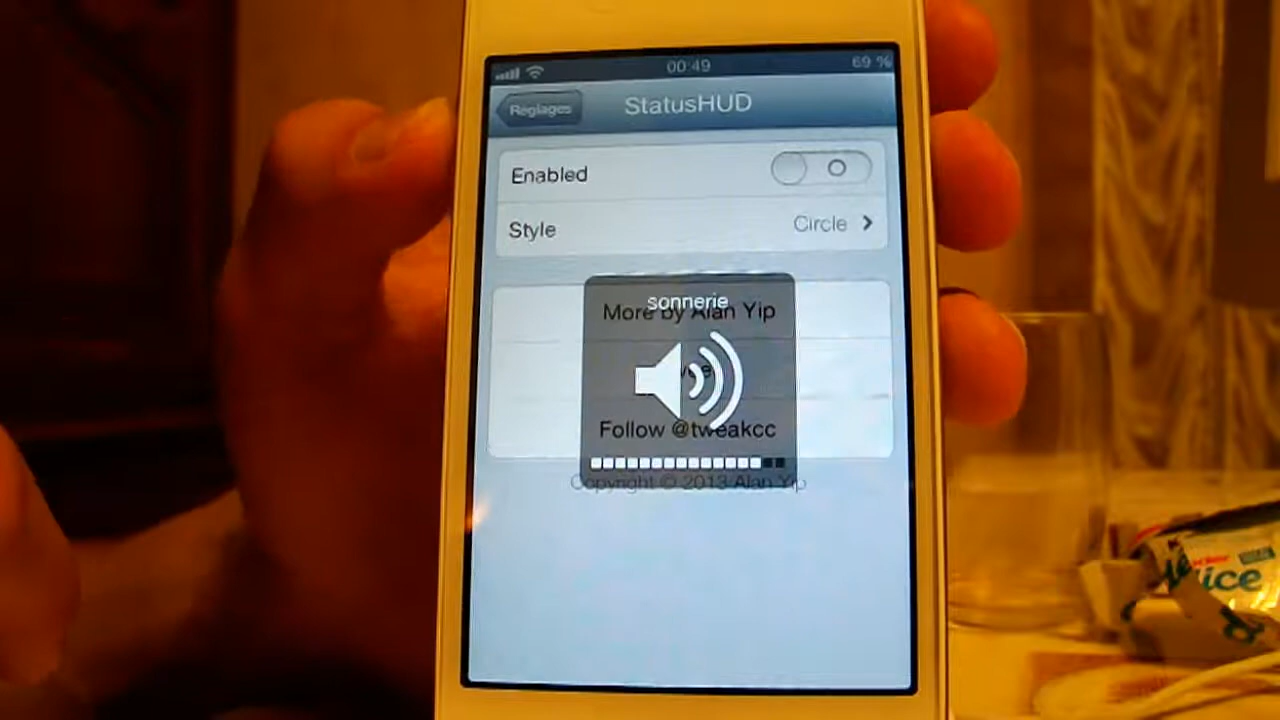 00:49
69 %
Réglages
StatusHUD
Enabled
Style
Circle
sonnerie
More by Alan Yip
Follow @tweakcc
Copyright © 2013 Alan Yip